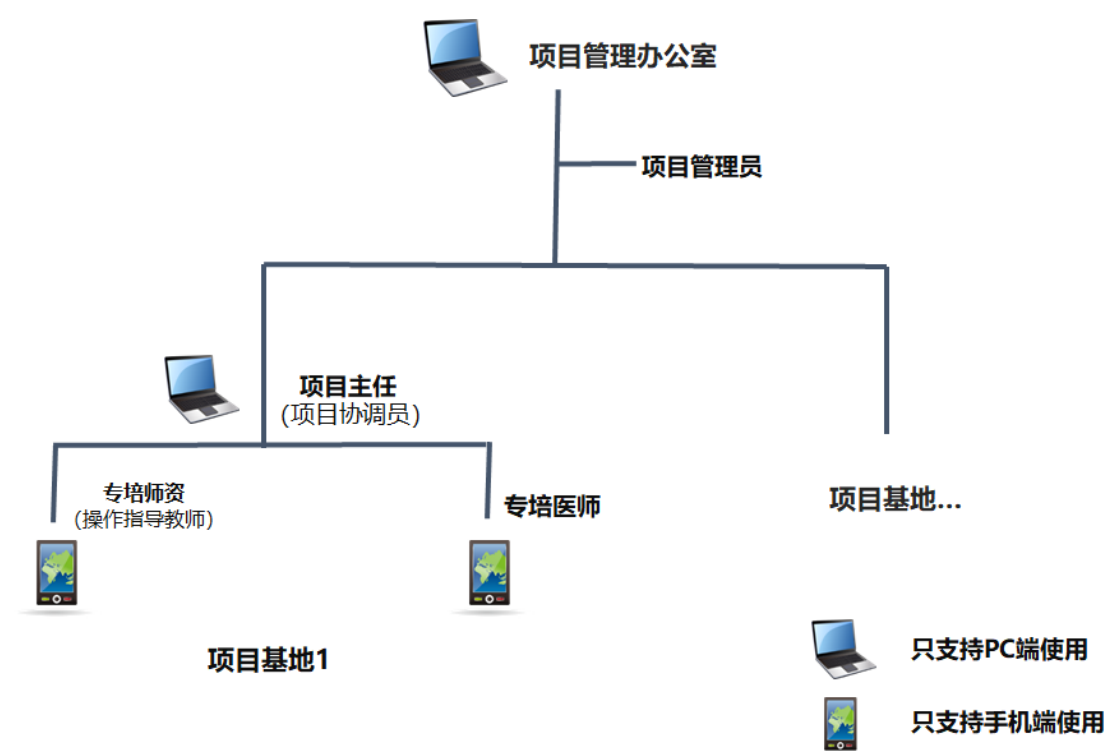 项目管理办公室
项目管理员
项目主任
(项目协调员)
专培师资
(操作指导教师)
专培医师
项目基地...
项目基地1
只支持PC端使用
只支持手机端使用